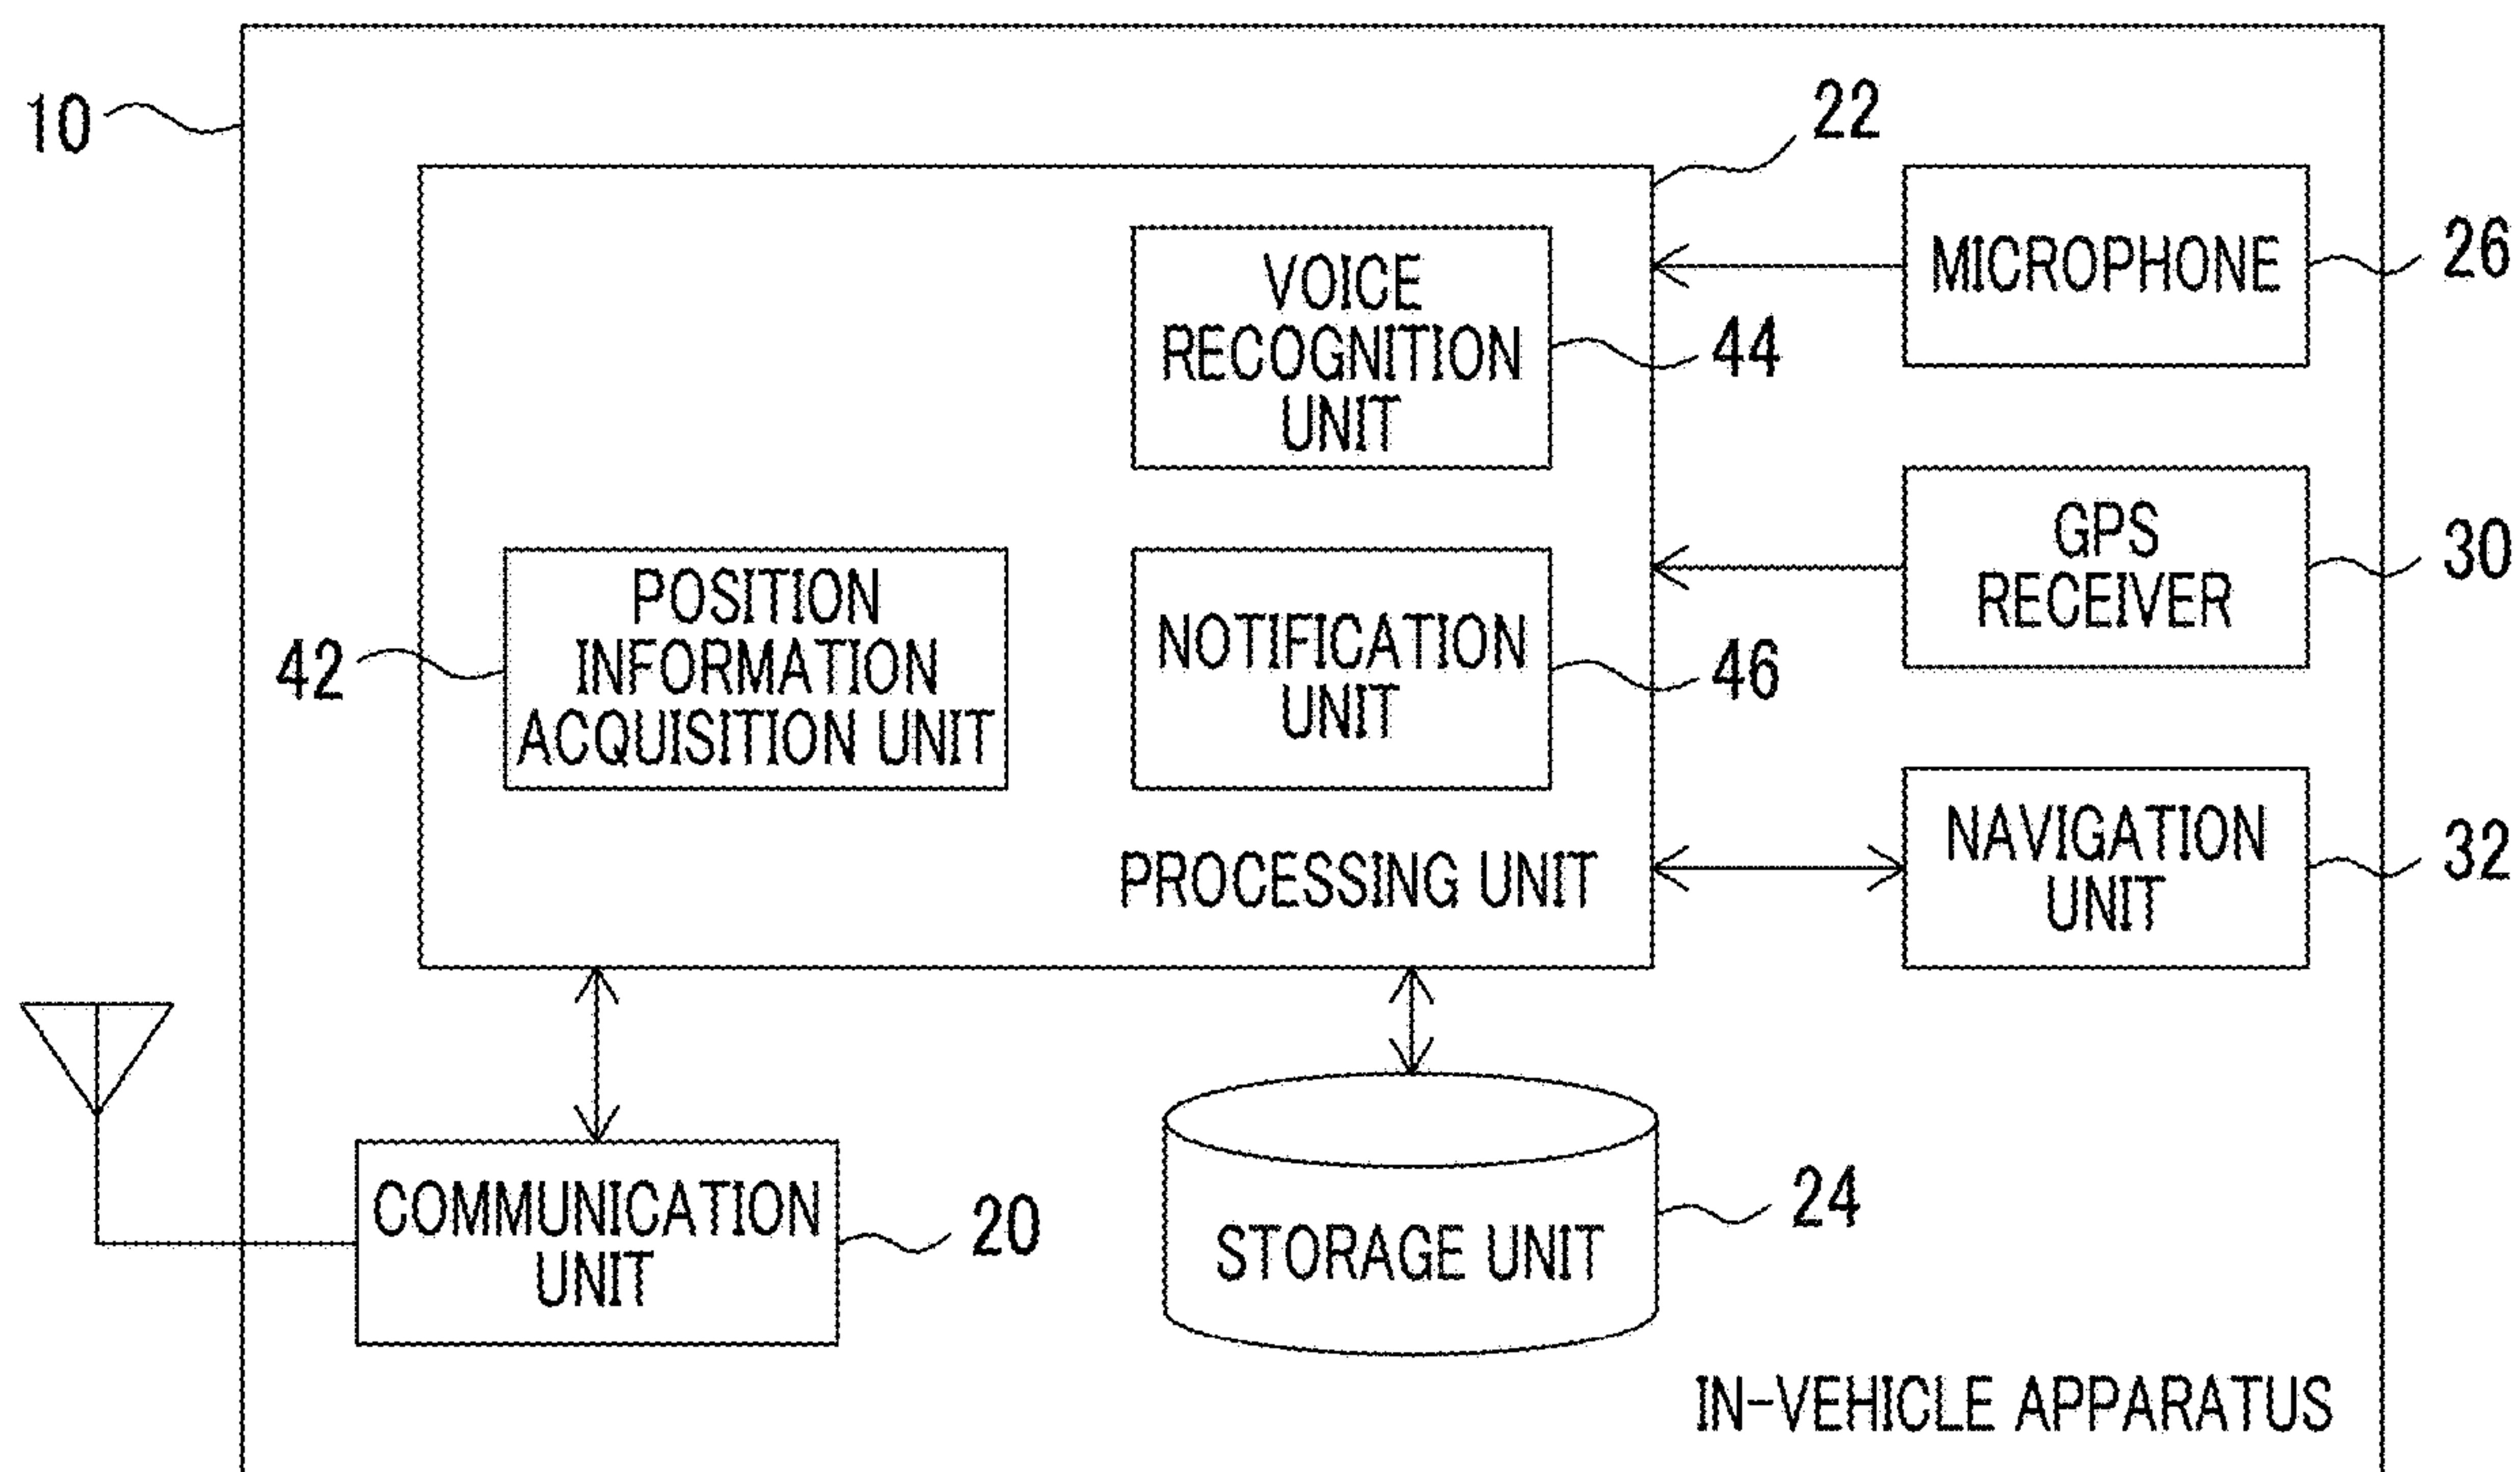 10
22
MICROPHONE
26
VOICE
RECOGNITION
UNIT
44
GPS
RECEIVER
30
POSITION
INFORMATION
ACQUISITION UNIT
42
NOTIFICATION
UNIT
46
NAVIGATION
UNIT
32
PROCESSING UNIT
COMMUNICATION
UNIT
20
STORAGE UNIT
24
IN-VEHICLE APPARATUS